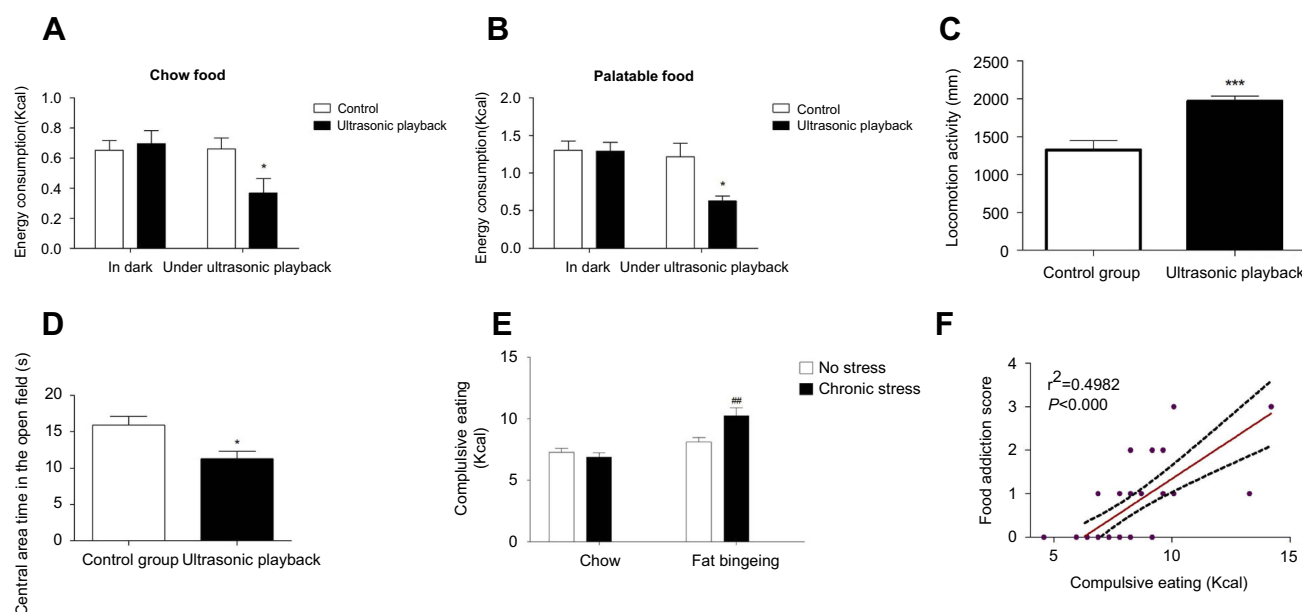 A
Chow food
Energy consumption(Kcal)
1.0
0.8
0.6
0.4
0.2
0.0
*
In dark
Under ultrasonic playback
Control
Ultrasonic playback
B
Palatable food
Energy consumption(Kcal)
2.0
1.5
1.0
0.5
0.0
*
In dark
Under ultrasonic playback
Control
Ultrasonic playback
C
Locomotion activity (mm)
2500
2000
1500
1000
500
0
***
Control group
Ultrasonic playback
D
Central area time in the open field (s)
20
15
10
5
0
*
Control group
Ultrasonic playback
E
Complulsive eating
(Kcal)
15
10
5
0
##
Chow
Fat bingeing
No stress
Chronic stress
F
Food addiction score
4
3
2
1
0
r²=0.4982
P<0.000
5
10
15
Compulsive eating (Kcal)